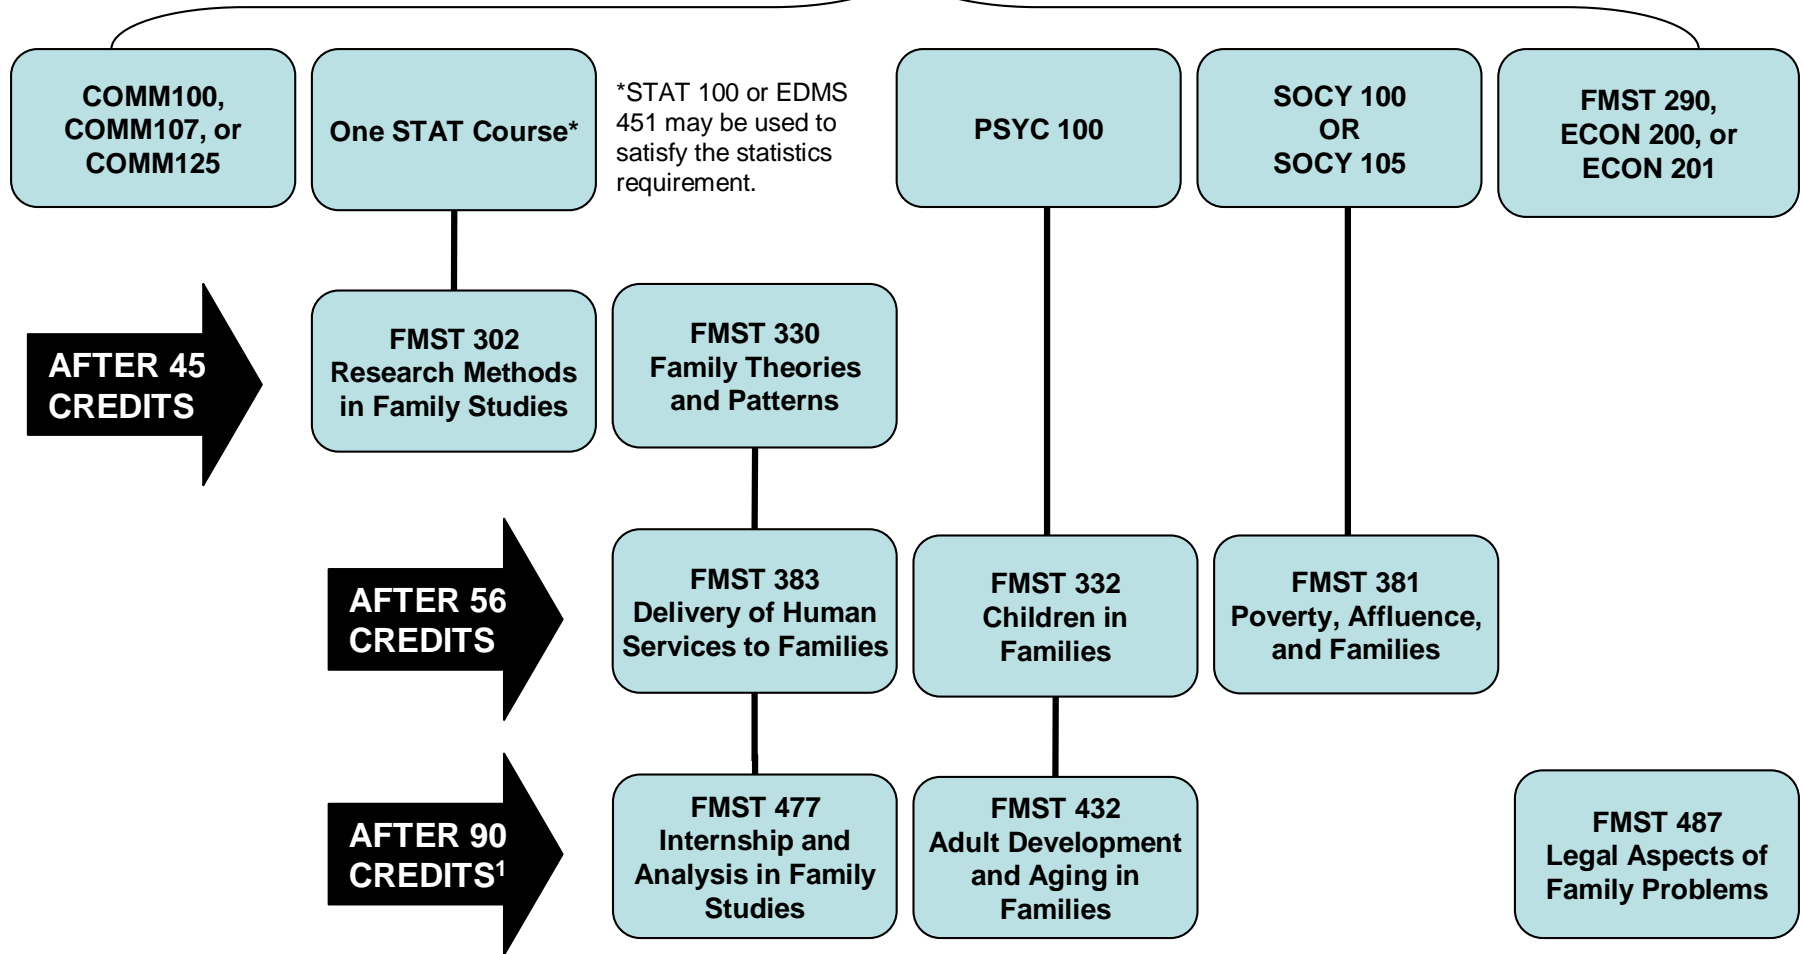 COMM100,
COMM107, or
COMM125
One STAT Course*
*STAT 100 or EDMS
451 may be used to
satisfy the statistics
requirement.
PSYC 100
SOCY 100
OR
SOCY 105
FMST 290,
ECON 200, or
ECON 201
AFTER 45
CREDITS
FMST 302
Research Methods
in Family Studies
FMST 330
Family Theories
and Patterns
AFTER 56
CREDITS
FMST 383
Delivery of Human
Services to Families
FMST 332
Children in
Families
FMST 381
Poverty, Affluence,
and Families
AFTER 90
CREDITS¹
FMST 477
Internship and
Analysis in Family
Studies
FMST 432
Adult Development
and Aging in
Families
FMST 487
Legal Aspects of
Family Problems